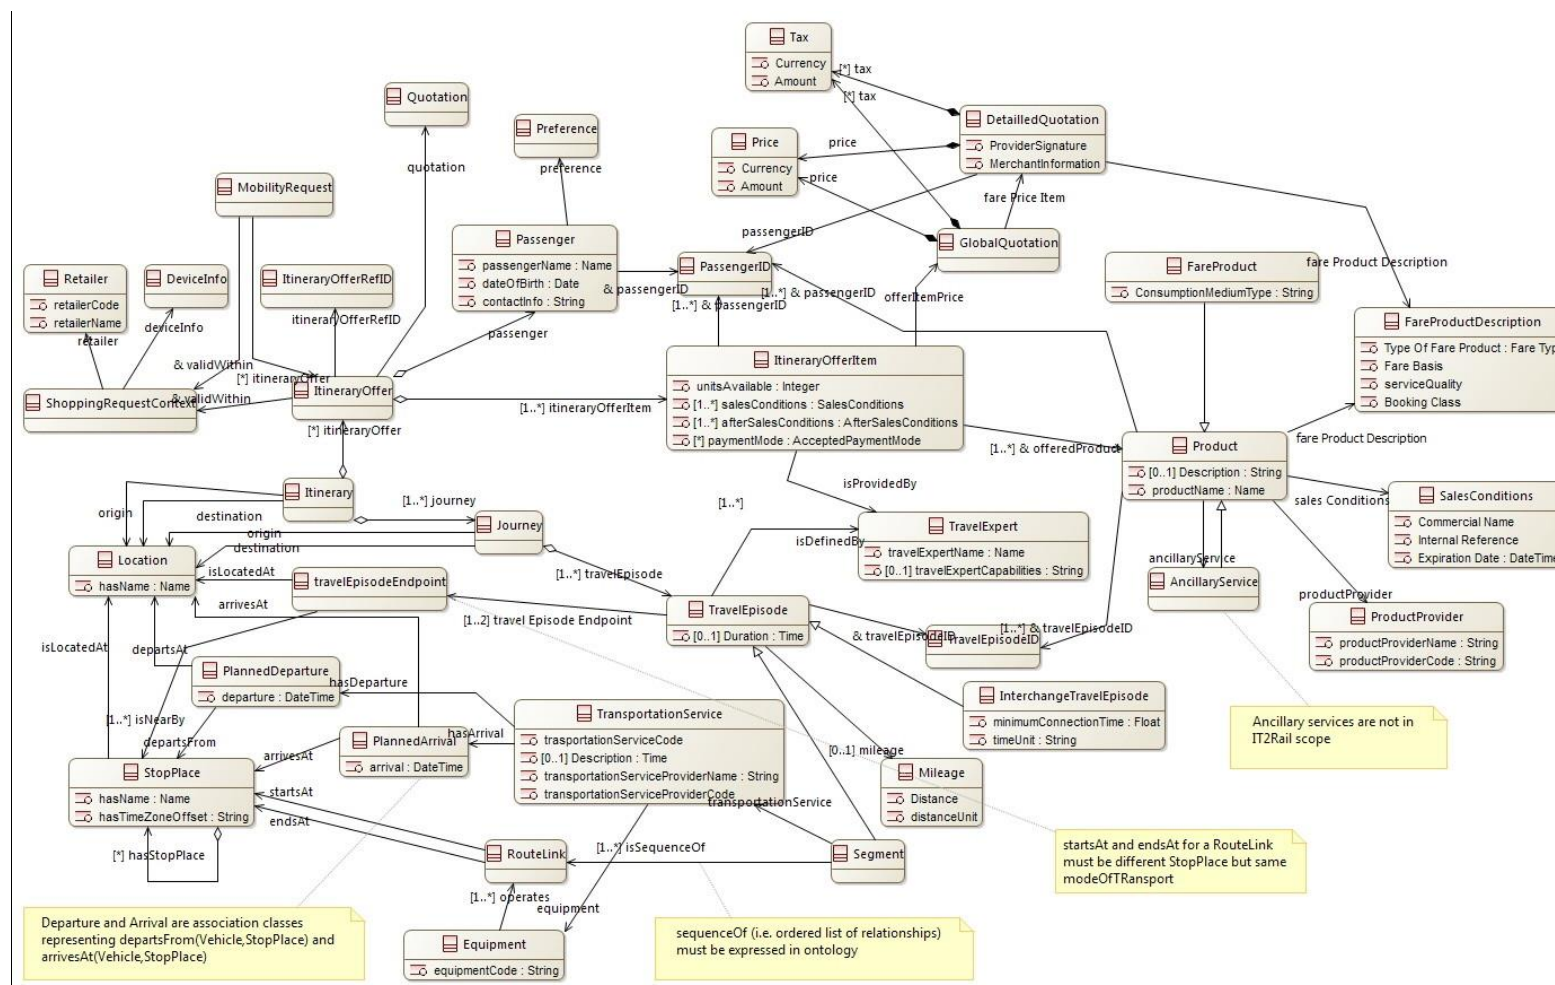 Tax
Currency
Amount
[*] tax
[*] tax
Quotation
quotation
Preference
preference
Price
Currency
Amount
price
price
DetailledQuotation
ProviderSignature
MerchantInformation
fare Price Item
passengerID
GlobalQuotation
MobilityRequest
Passenger
passengerName : Name
dateOfBirth : Date
contactInfo : String
PassengerID
& passengerID
[1..*] & passengerID
[1..*] & passengerID
offerItemPrice
FareProduct
ConsumptionMediumType : String
fare Product Description
Retailer
retailerCode
retailerName
retailer
DeviceInfo
deviceInfo
ItineraryOfferRefID
itineraryOfferRefID
passenger
FareProductDescription
Type Of Fare Product : Fare Typ
Fare Basis
serviceQuality
Booking Class
ItineraryOfferItem
unitsAvailable : Integer
[1..*] salesConditions : SalesConditions
[1..*] afterSalesConditions : AfterSalesConditions
[*] paymentMode : AcceptedPaymentMode
& validWithin
[*] itineraryOffer
ShoppingRequestContext
& validWithin
ItineraryOffer
[1..*] itineraryOfferItem
[*] itineraryOffer
[1..*] & offeredProduct
fare Product Description
Product
[0..1] Description : String
productName : Name
isProvidedBy
Itinerary
[1..*] journey
[1..*]
sales Conditions
SalesConditions
Commercial Name
Internal Reference
Expiration Date : DateTime
origin
destination
origin
destination
Journey
TravelExpert
travelExpertName : Name
[0..1] travelExpertCapabilities : String
isDefinedBy
Location
hasName : Name
isLocatedAt
travelEpisodeEndpoint
[1..*] travelEpisode
ancillaryService
AncillaryService
productProvider
arrivesAt
[1..2] travel Episode Endpoint
TravelEpisode
[0..1] Duration : Time
& travelEpisodeID
TravelEpisodeID
[1..*] & travelEpisodeID
ProductProvider
productProviderName : String
productProviderCode : String
isLocatedAt
departsAt
PlannedDeparture
departure : DateTime
hasDeparture
InterchangeTravelEpisode
minimumConnectionTime : Float
timeUnit : String
[1..*] isNearBy
departsFrom
TransportationService
trasportationServiceCode
[0..1] Description : Time
transportationServiceProviderName : String
transportationServiceProviderCode
PlannedArrival
arrival : DateTime
hasArrival
arrivesAt
[0..1] mileage
Mileage
Distance
distanceUnit
Ancillary services are not in
IT2Rail scope
StopPlace
hasName : Name
hasTimeZoneOffset : String
startsAt
endsAt
transportationService
[*] hasStopPlace
RouteLink
[1..*] isSequenceOf
Segment
startsAt and endsAt for a RouteLink
must be different StopPlace but same
modeOfTRansport
[1..*] operates
equipment
Departure and Arrival are association classes
representing departsFrom(Vehicle,StopPlace) and
arrivesAt(Vehicle,StopPlace)
Equipment
equipmentCode : String
sequenceOf (i.e. ordered list of relationships)
must be expressed in ontology